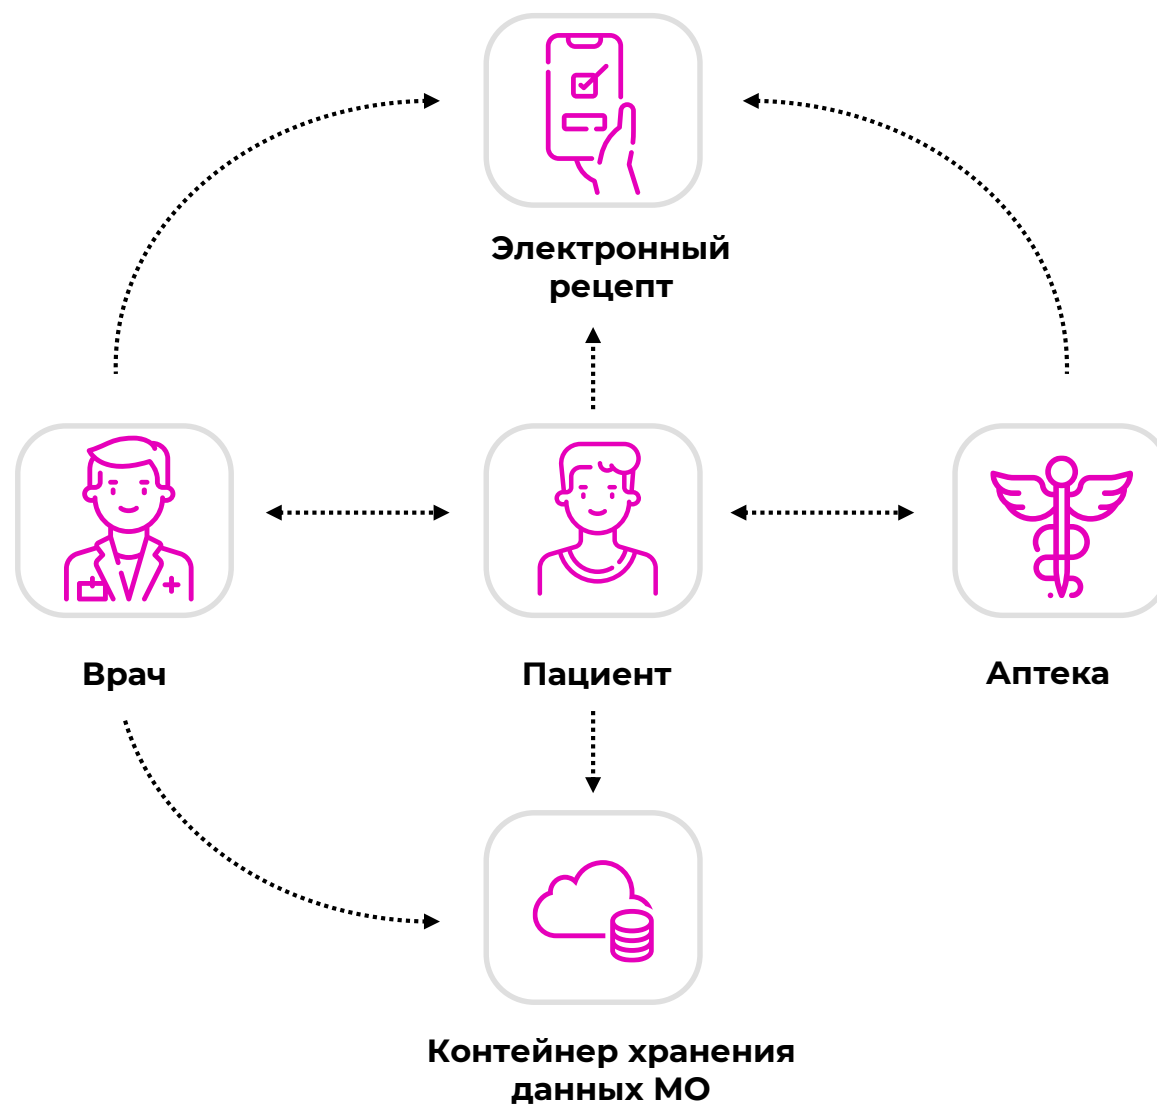 Электронный
рецепт
Врач
Пациент
Аптека
Контейнер хранения
данных МО